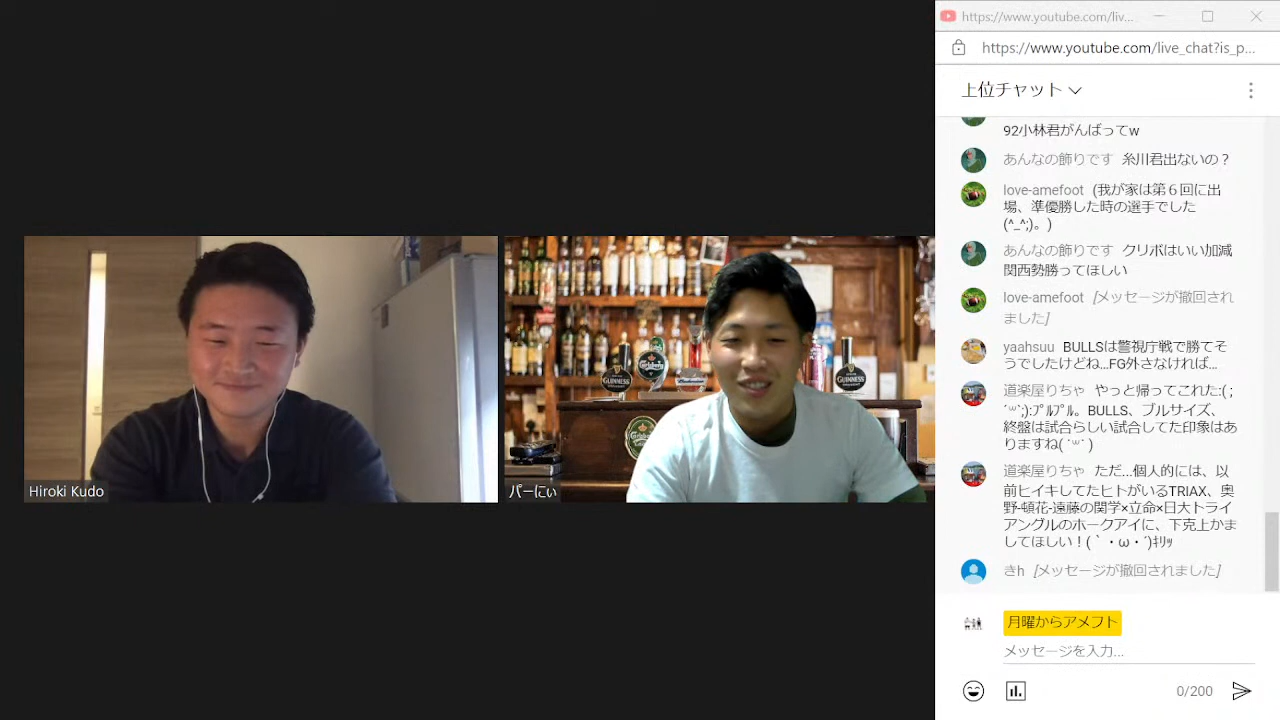 https://www.youtube.com/liv...
https://www.youtube.com/live_chat?is_p...
上位チャット
92小林君がんばってw
あんなの飾りです 糸川君出ないの？
love-amefoot (我が家は第６回に出
場、準優勝した時の選手でした
(^_^;)。)
あんなの飾りです クリボはいい加減
関西勢勝ってほしい
love-amefoot [メッセージが撤回され
ました]
yaahsuu BULLSは警視庁戦で勝てそ
うでしたけどね...FG外さなければ...
道楽屋りちゃ やっと帰ってこれた( ;
´꒳`;):ﾌﾟﾙﾌﾟﾙ。BULLS、ブルサイズ、
終盤は試合らしい試合してた印象はあ
りますね( ´꒳` )
道楽屋りちゃ ただ...個人的には、以
前ヒイキしてたヒトがいるTRIAX、奥
野-頓花-遠藤の関学×立命×日大トライ
アングルのホークアイに、下克上かま
してほしい！( ｀・ω・´)ｷﾘｯ
きh [メッセージが撤回されました]
月曜からアメフト
メッセージを入力...
0/200
Hiroki Kudo
パーにぃ
GUINNESS
Carlsberg
GUINNESS